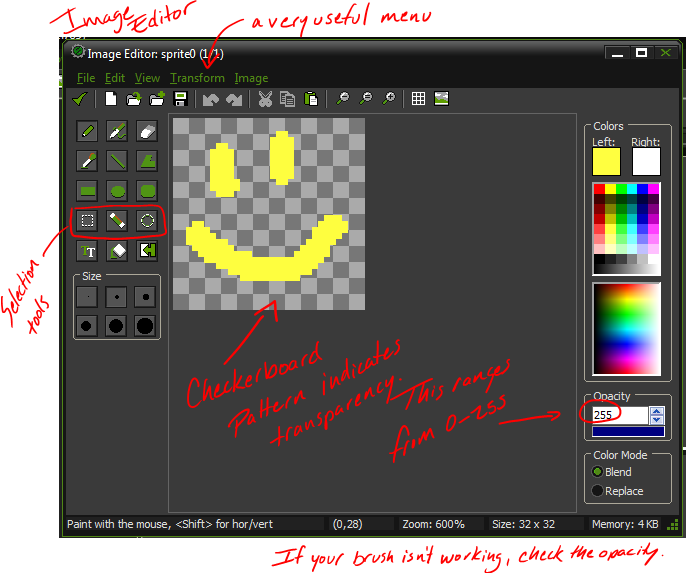 Image Editor
a very useful menu
Image Editor: sprite0 (1/1)
File Edit View Transform Image
Colors
Left: Right:
Selection tools
TT
Size
Checkerboard
Pattern indicates
transparency.
This ranges
from 0-255
Opacity
255
Color Mode
Blend
Replace
Paint with the mouse, <Shift> for hor/vert (0,28) Zoom: 600% Size: 32 x 32 Memory: 4 KB
If your brush isn't working, check the opacity.